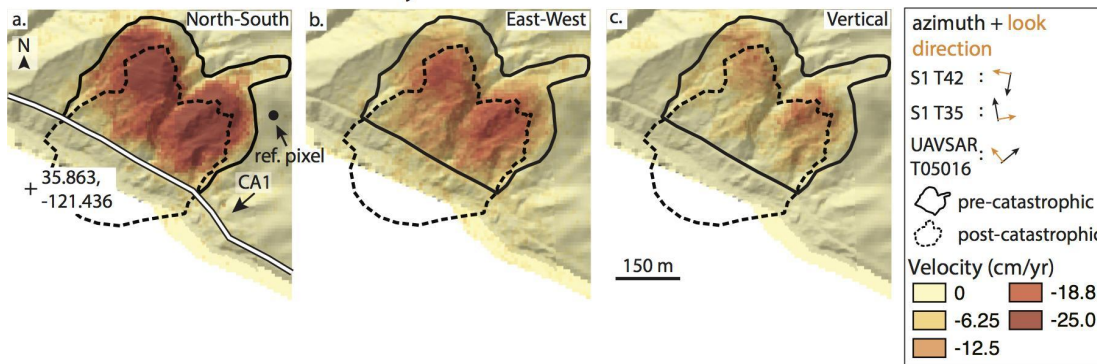 a.
North-South
N
ref. pixel
CA1
+ 35.863,
-121.436
b.
East-West
c.
Vertical
150 m
azimuth + look
direction
S1 T42 :
S1 T35 :
UAVSAR :
T05016
pre-catastrophic
post-catastrophic
Velocity (cm/yr)
0
-18.8
-6.25
-25.0
-12.5